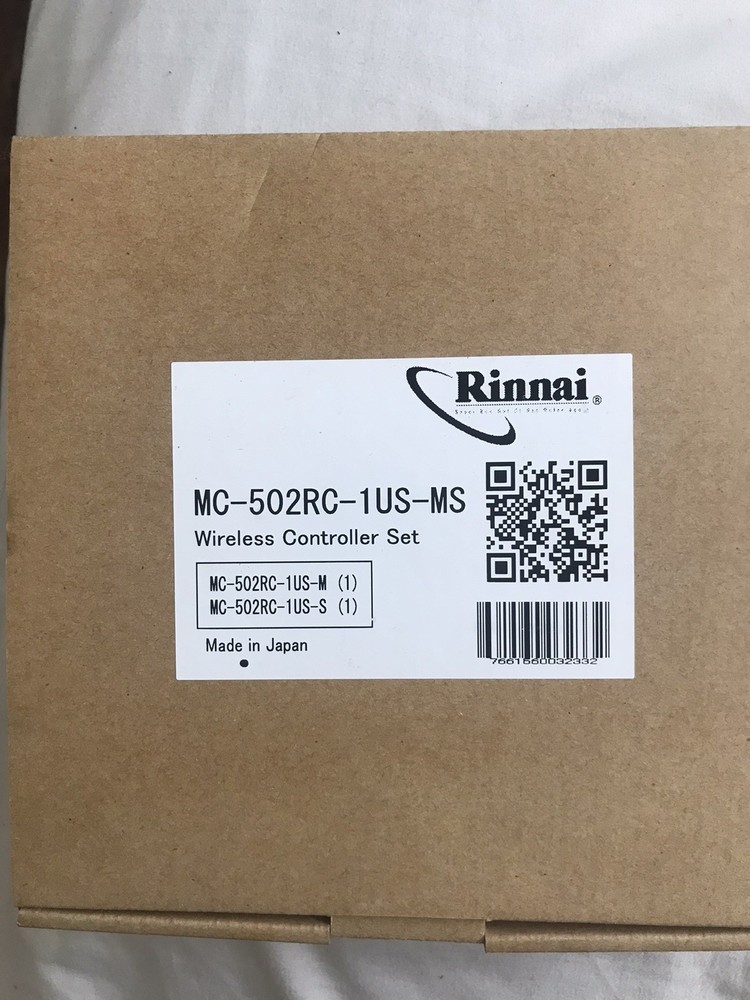 Rinnai®
MC-502RC-1US-MS
Wireless Controller Set
MC-502RC-1US-M (1)
MC-502RC-1US-S (1)
Made in Japan